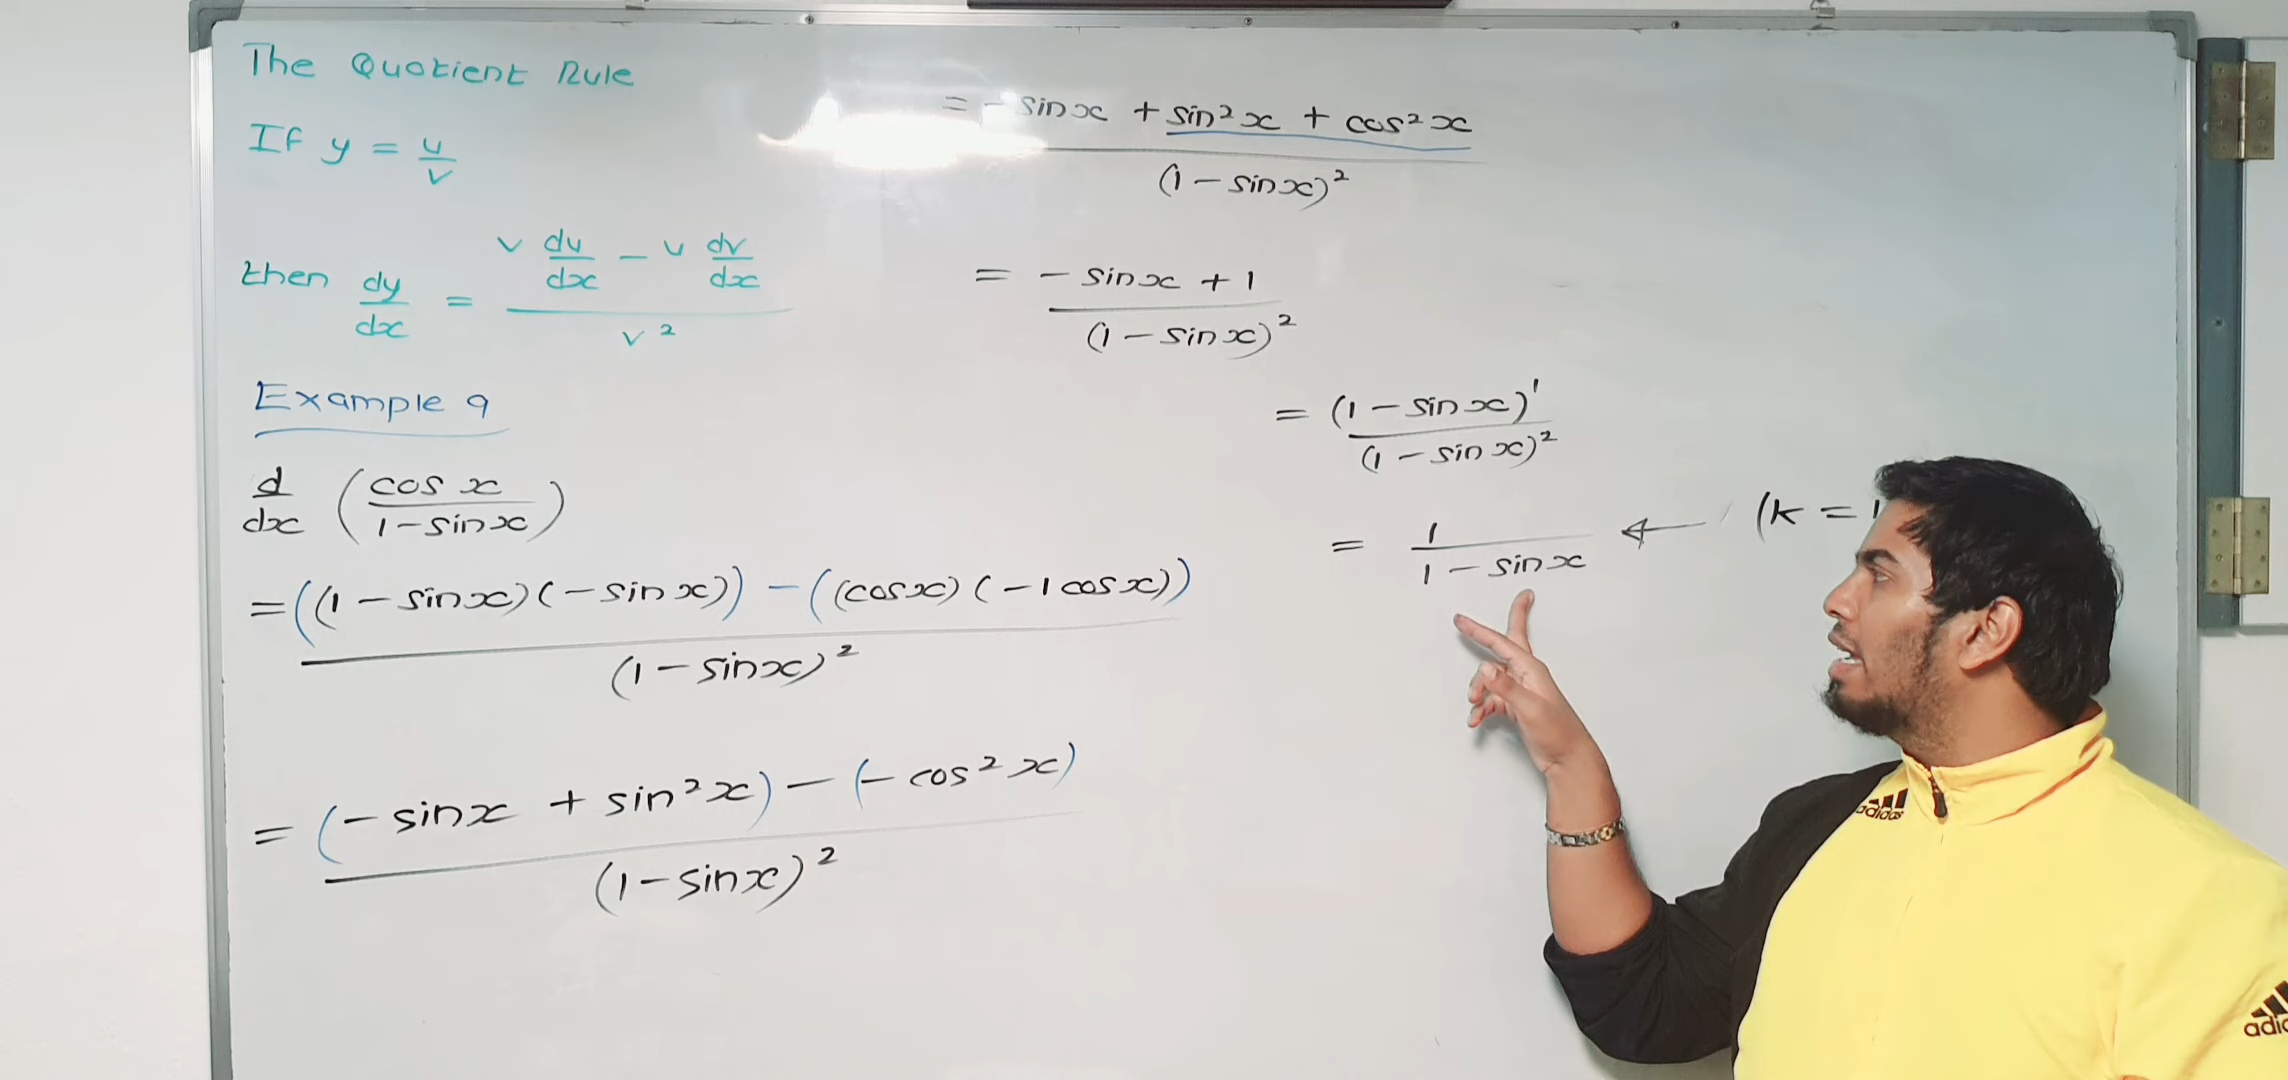 The Quotient Rule
If y = u/v
then dy/dx = (v du/dx - u dv/dx)/v²
Example 9
d/dx (cos x/1-sinx)
= ((1-sinx)(-sinx)) - ((cosx)(-1cosx))
(1-sinx)²
= (-sinx + sin²x) - (-cos²x)
(1-sinx)²
= -sinx + sin²x + cos²x
(1-sinx)²
= -sinx + 1
(1-sinx)²
= (1-sinx)¹
(1-sinx)²
= 1
1-sinx
← (k = 1
adidas